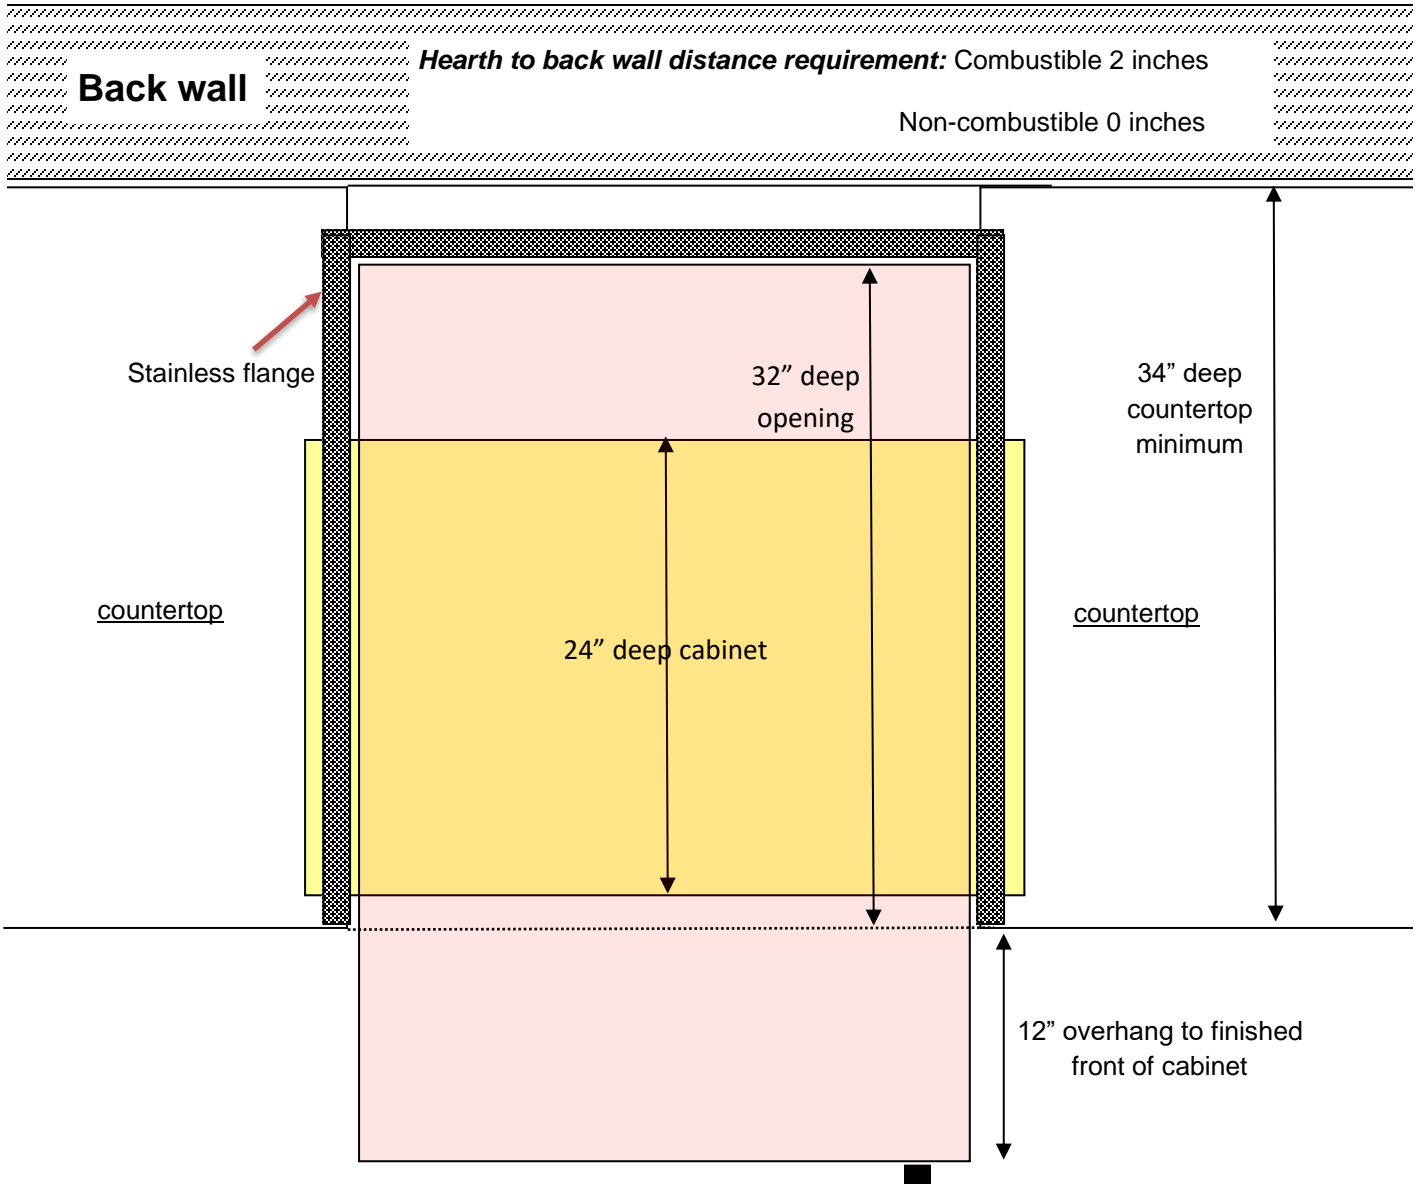 Hearth to back wall distance requirement: Combustible 2 inches
Back wall
Non-combustible 0 inches
Stainless flange
32” deep
opening
34” deep
countertop
minimum
countertop
countertop
24” deep cabinet
12” overhang to finished
front of cabinet